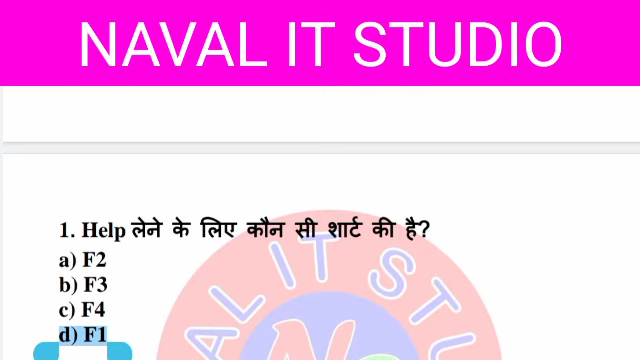 NAVAL IT STUDIO
1. Help लेने के लिए कौन सी शार्ट की है?
a) F2
b) F3
c) F4
d) F1